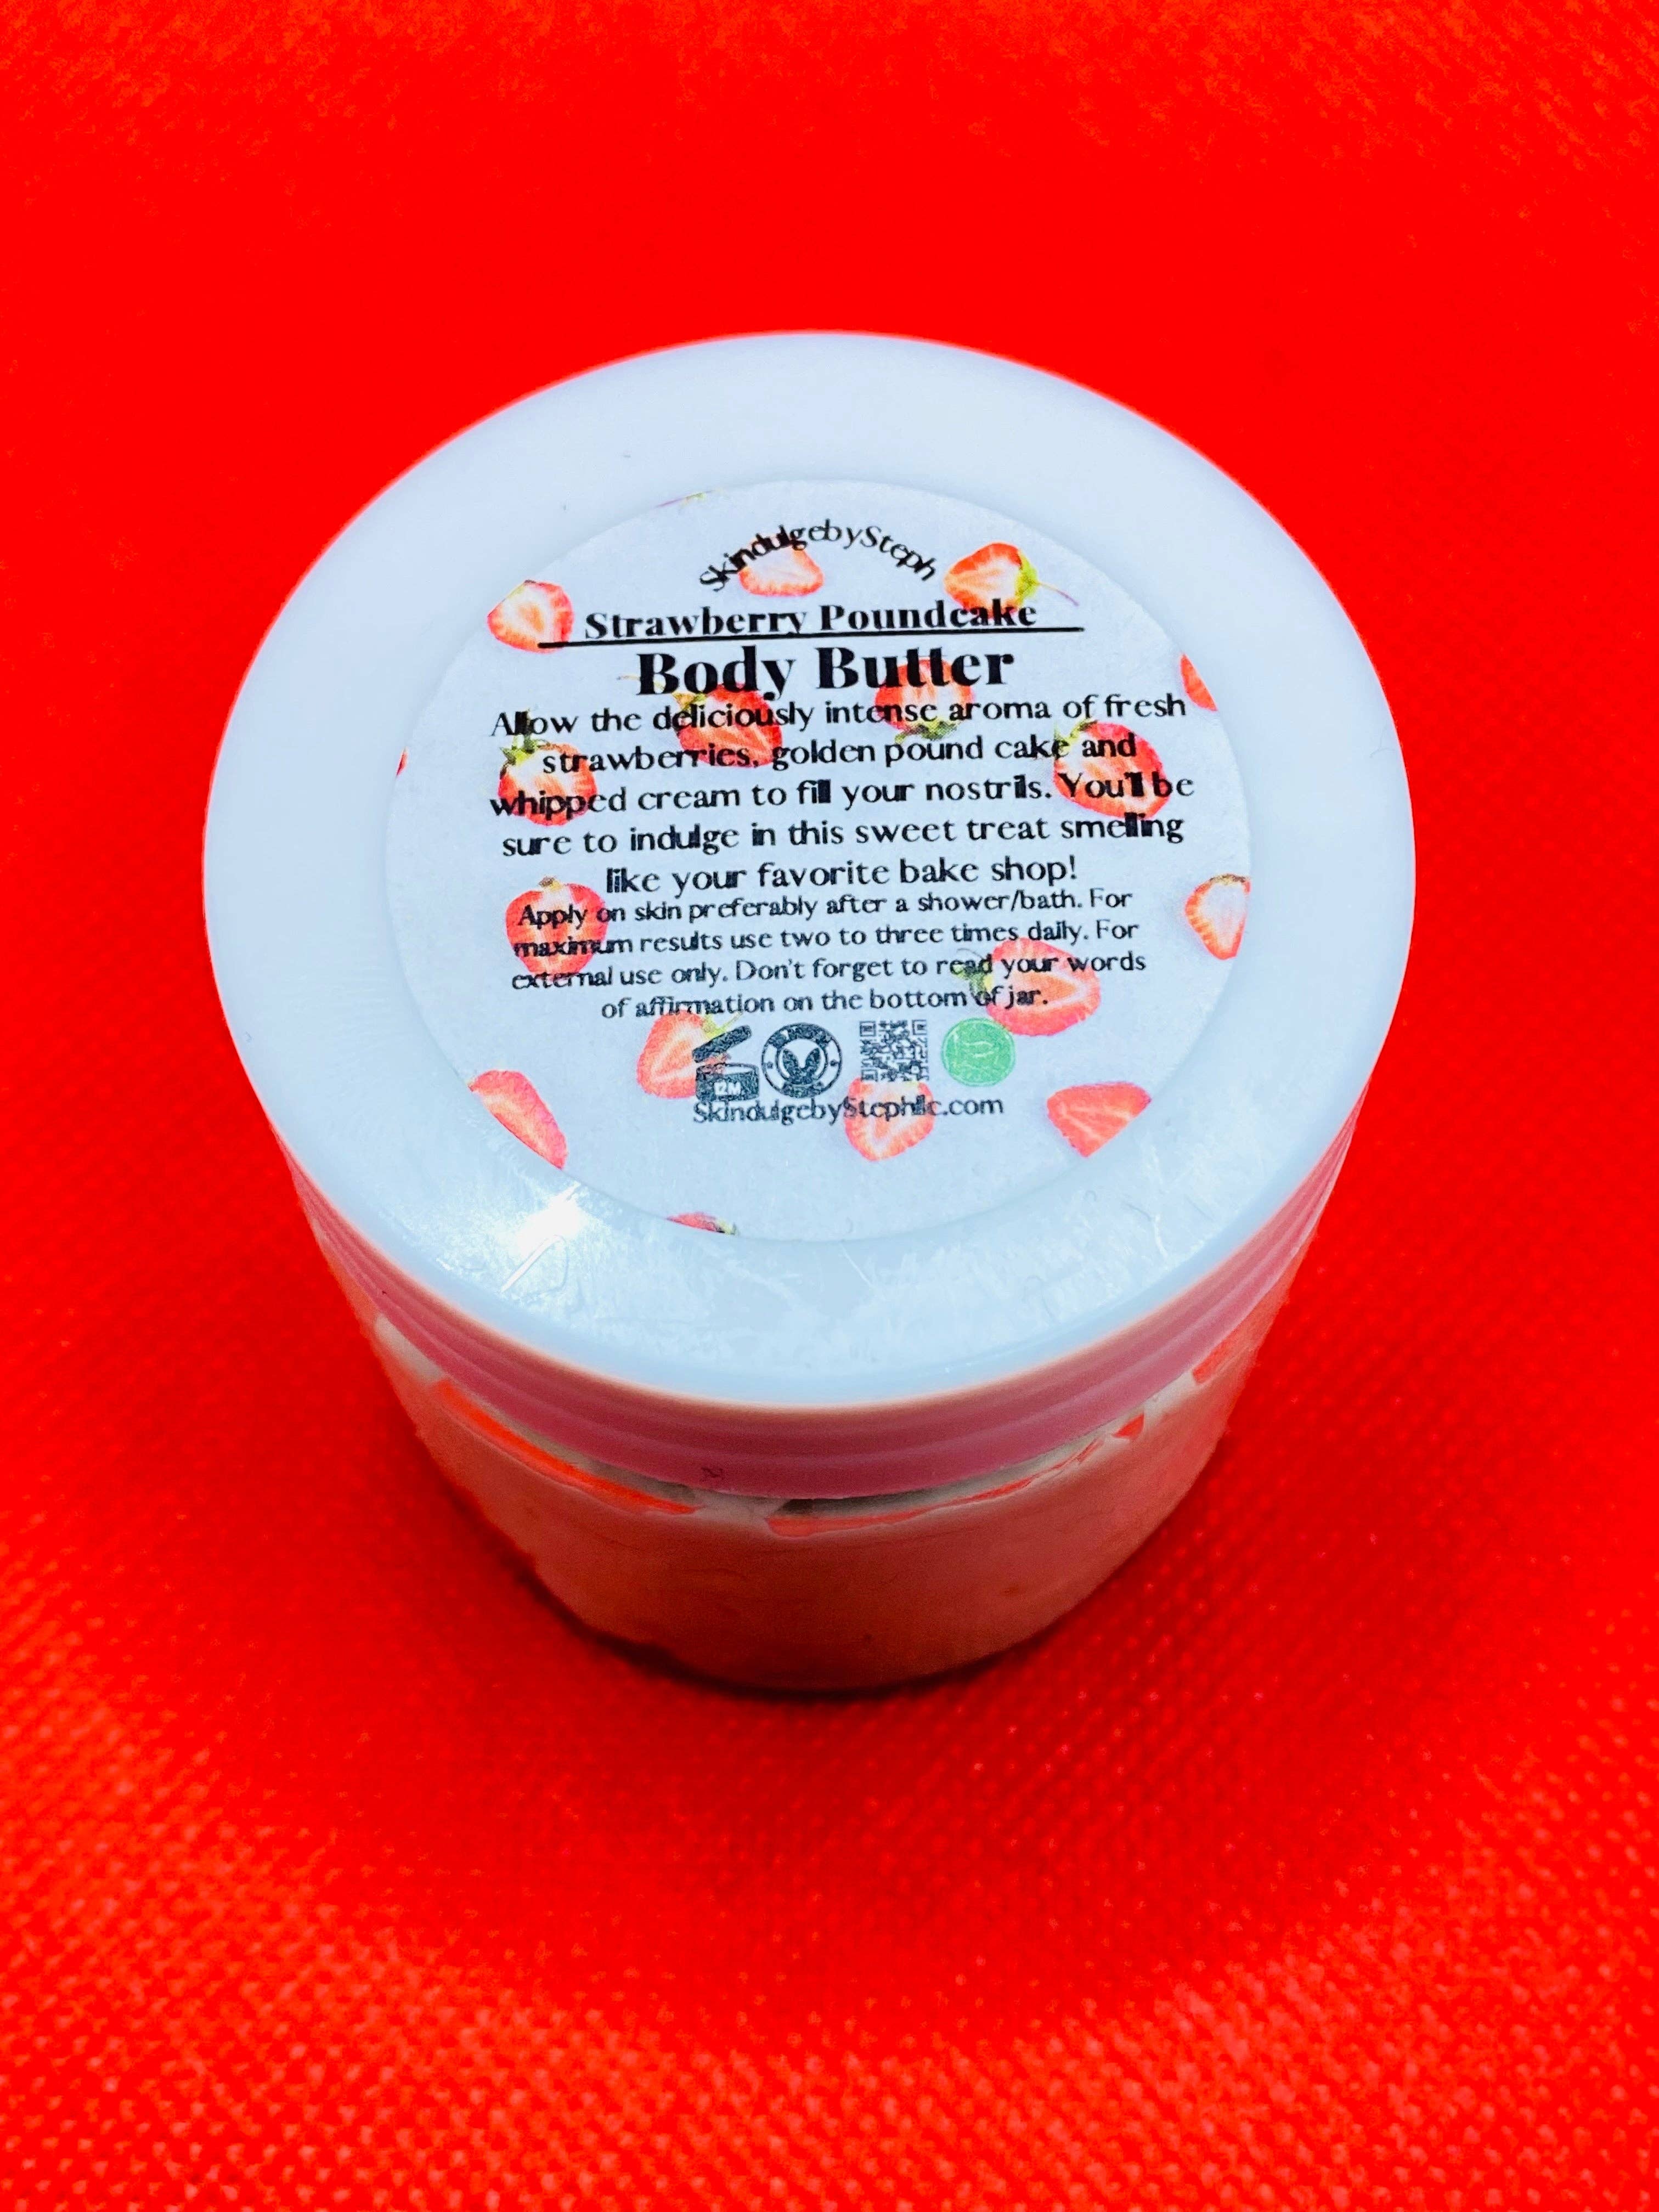 SkindulgebySteph
Strawberry Poundcake
Body Butter
Allow the deliciously intense aroma of fresh
strawberries, golden pound cake and
whipped cream to fill your nostrils. You'll be
sure to indulge in this sweet treat smelling
like your favorite bake shop!
Apply on skin preferably after a shower/bath. For
maximum results use two to three times daily. For
external use only. Don't forget to read your words
of affirmation on the bottom of jar.
12M
SkindulgebyStephllc.com